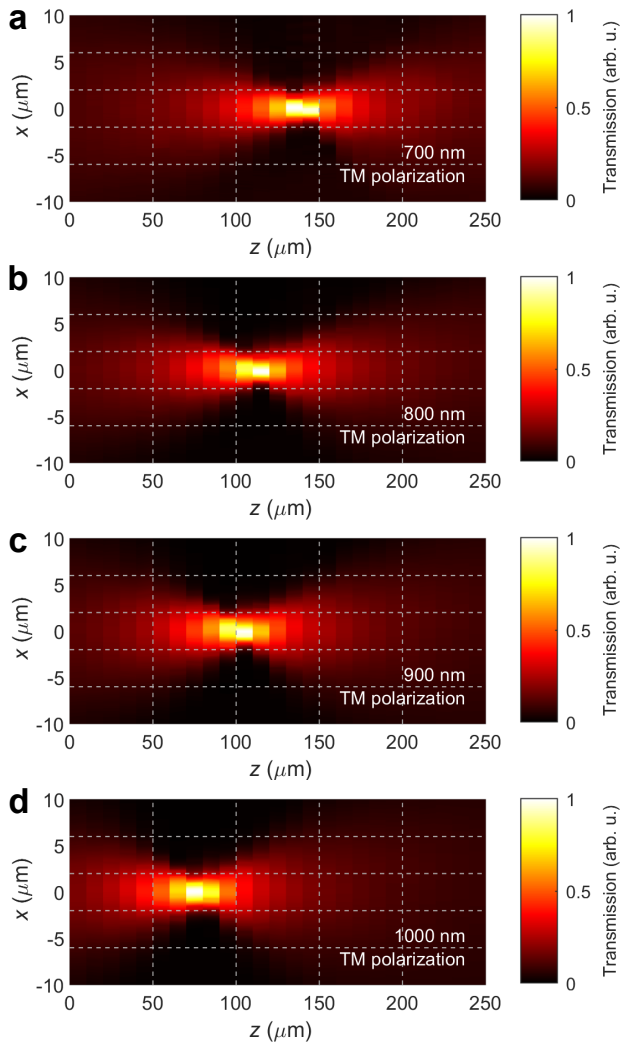 a
10
5
0
-5
-10
x (μm)
700 nm
TM polarization
0 50 100 150 200 250
z (μm)
1
0.5
0
Transmission (arb. u.)
b
10
5
0
-5
-10
x (μm)
800 nm
TM polarization
0 50 100 150 200 250
z (μm)
1
0.5
0
Transmission (arb. u.)
c
10
5
0
-5
-10
x (μm)
900 nm
TM polarization
0 50 100 150 200 250
z (μm)
1
0.5
0
Transmission (arb. u.)
d
10
5
0
-5
-10
x (μm)
1000 nm
TM polarization
0 50 100 150 200 250
z (μm)
1
0.5
0
Transmission (arb. u.)